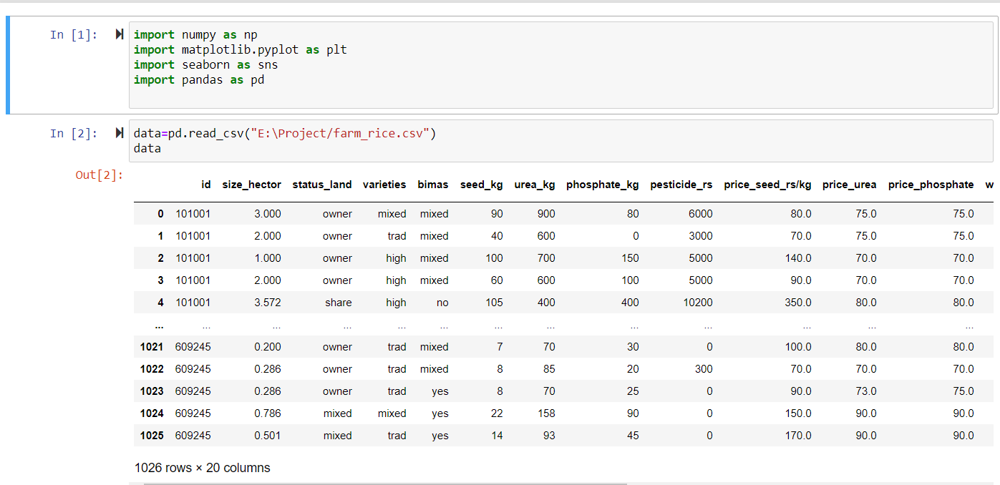 In [1]: import numpy as np
import matplotlib.pyplot as plt
import seaborn as sns
import pandas as pd
In [2]: data=pd.read_csv("E:\Project/farm_rice.csv")
data
Out[2]:
id size_hector status_land varieties bimas seed_kg urea_kg phosphate_kg pesticide_rs price_seed_rs/kg price_urea price_phosphate w
0 101001 3.000 owner mixed mixed 90 900 80 6000 80.0 75.0 75.0
1 101001 2.000 owner trad mixed 40 600 0 3000 70.0 75.0 75.0
2 101001 1.000 owner high mixed 100 700 150 5000 140.0 70.0 70.0
3 101001 2.000 owner high mixed 60 600 100 5000 90.0 70.0 70.0
4 101001 3.572 share high no 105 400 400 10200 350.0 80.0 80.0
... ... ... ... ... ... ... ... ... ... ... ... ...
1021 609245 0.200 owner trad mixed 7 70 30 0 100.0 80.0 80.0
1022 609245 0.286 owner trad mixed 8 85 20 300 70.0 70.0 70.0
1023 609245 0.286 owner trad yes 8 70 25 0 90.0 73.0 75.0
1024 609245 0.786 mixed mixed yes 22 158 90 0 150.0 90.0 90.0
1025 609245 0.501 mixed trad yes 14 93 45 0 170.0 90.0 90.0
1026 rows × 20 columns